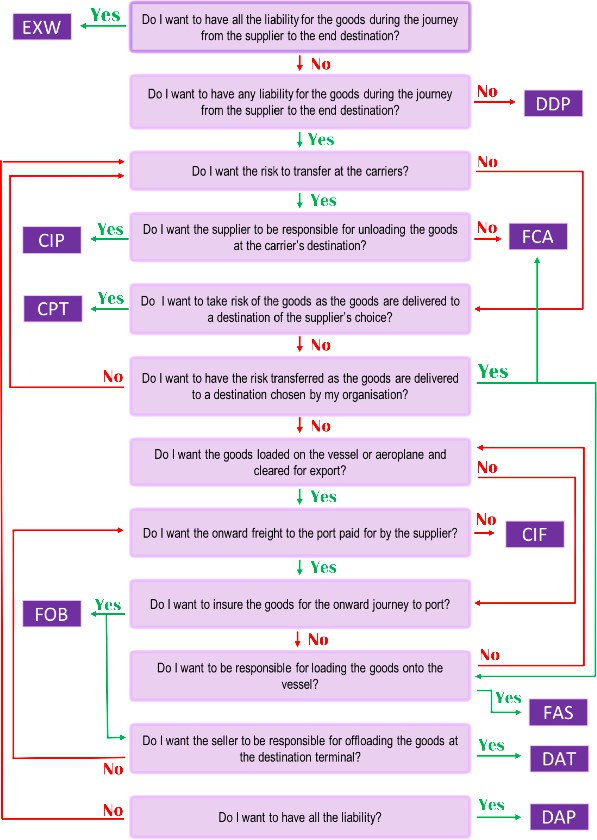 Yes
EXW
Do I want to have all the liability for the goods during the journey
from the supplier to the end destination?
No
Do I want to have any liability for the goods during the journey
from the supplier to the end destination?
No
DDP
Yes
Do I want the risk to transfer at the carriers?
No
Yes
CIP
Yes
Do I want the supplier to be responsible for unloading the goods
at the carrier's destination?
No
FCA
CPT
Yes
Do I want to take risk of the goods as the goods are delivered to
a destination of the supplier's choice?
No
No
Do I want to have the risk transferred as the goods are delivered
to a destination chosen by my organisation?
Yes
No
Do I want the goods loaded on the vessel or aeroplane and
cleared for export?
No
Yes
Do I want the onward freight to the port paid for by the supplier?
No
CIF
Yes
FOB
Yes
Do I want to insure the goods for the onward journey to port?
No
Do I want to be responsible for loading the goods onto the
vessel?
No
Yes
FAS
Do I want the seller to be responsible for offloading the goods at
the destination terminal?
Yes
DAT
No
No
Do I want to have all the liability?
Yes
DAP